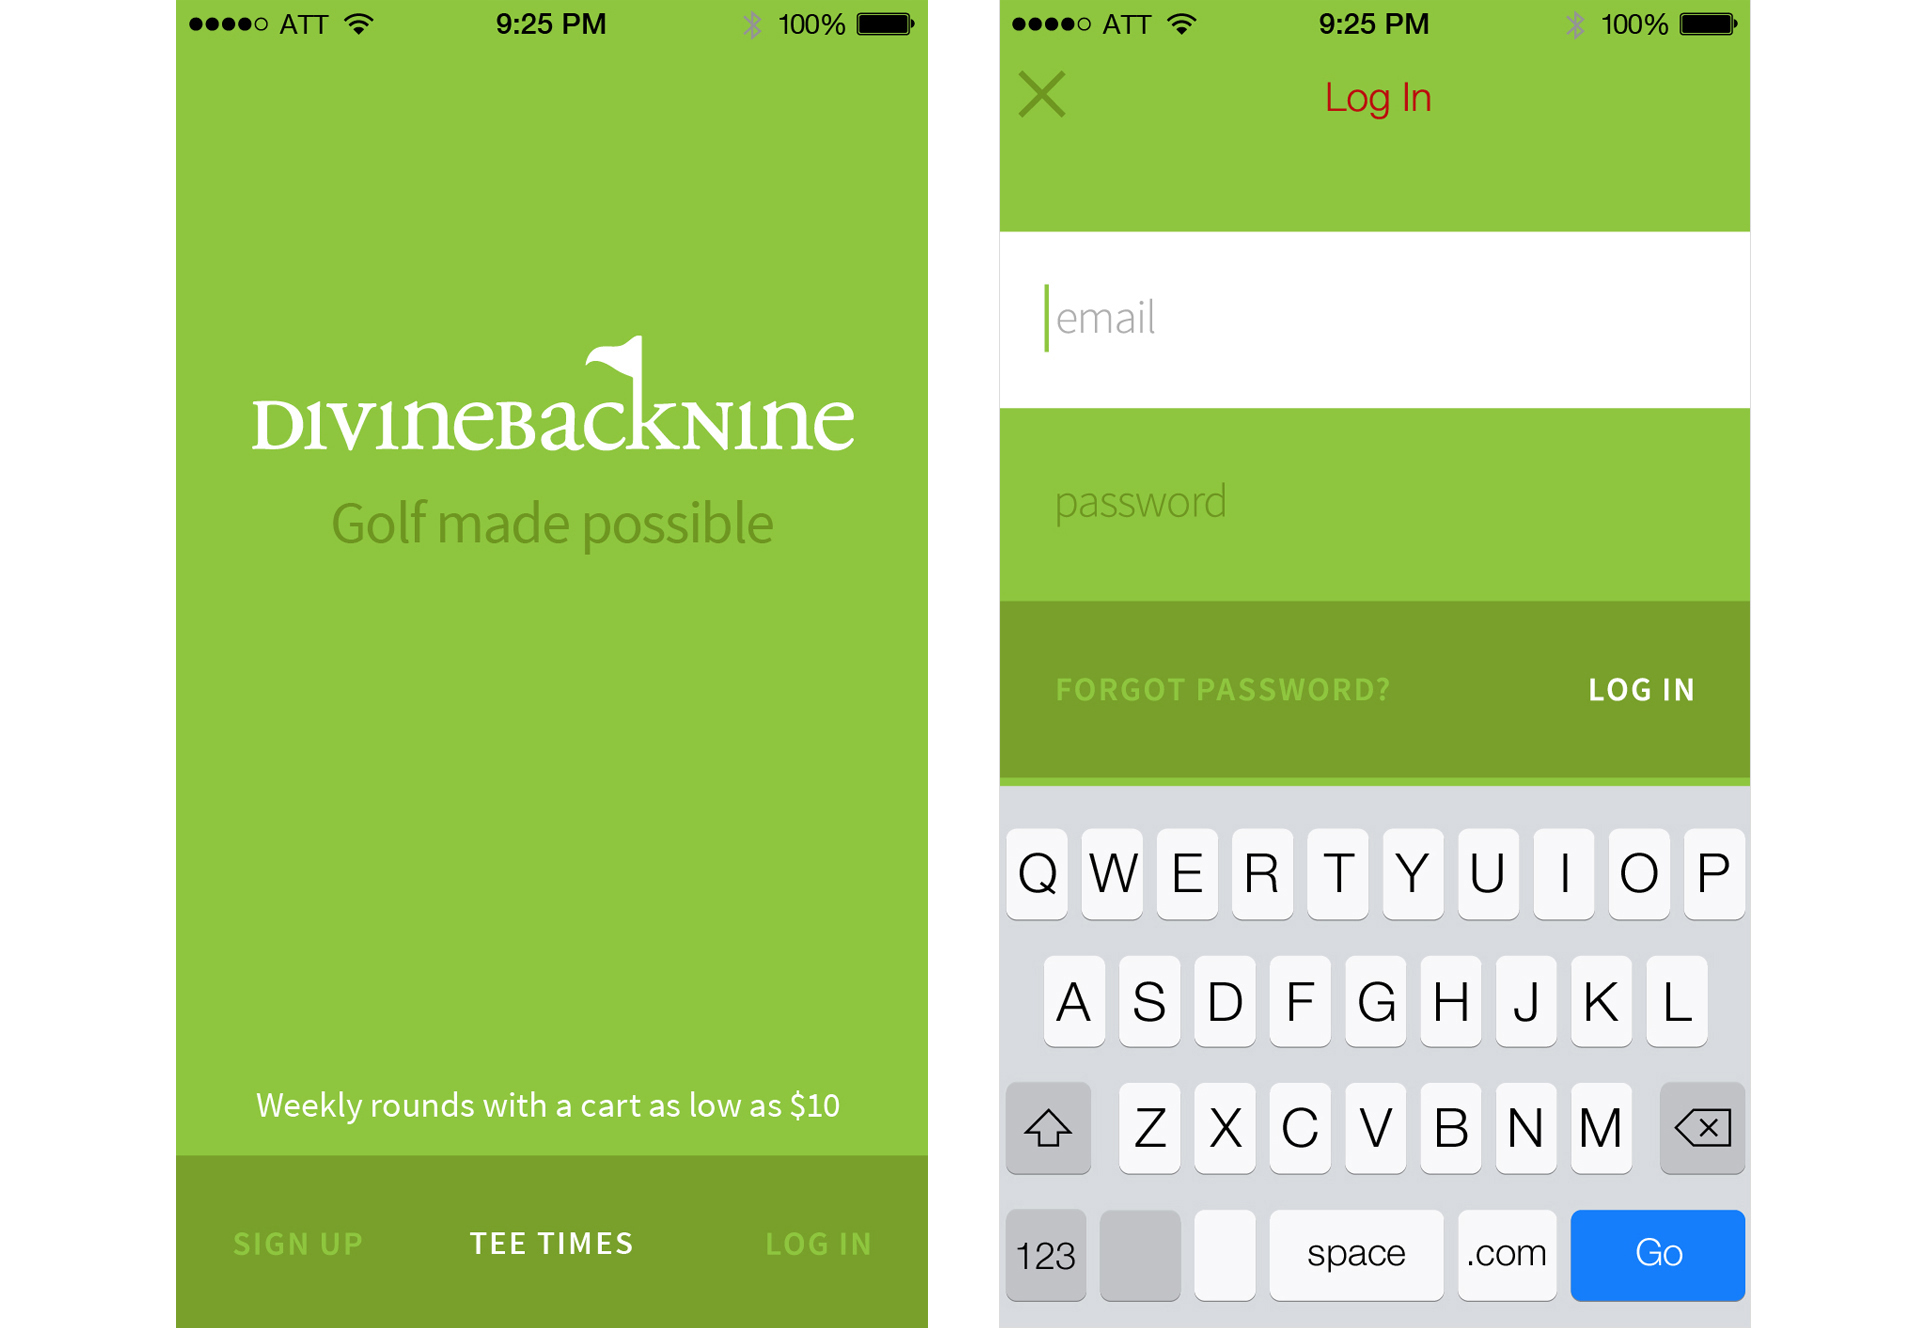 ATT 9:25 PM 100%
DIVINEBACKNINE
Golf made possible
Weekly rounds with a cart as low as $10
SIGN UP TEE TIMES LOG IN
ATT 9:25 PM 100%
Log In
email
password
FORGOT PASSWORD? LOG IN
Q W E R T Y U I O P
A S D F G H J K L
Z X C V B N M
123 space .com Go